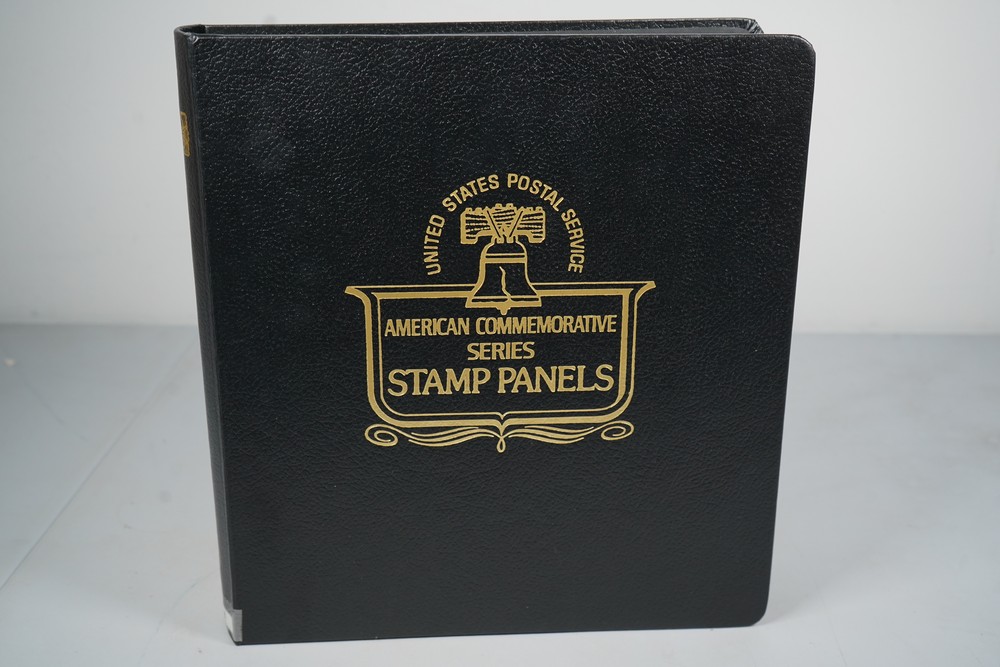 UNITED STATES POSTAL SERVICE
AMERICAN COMMEMORATIVE
SERIES
STAMP PANELS